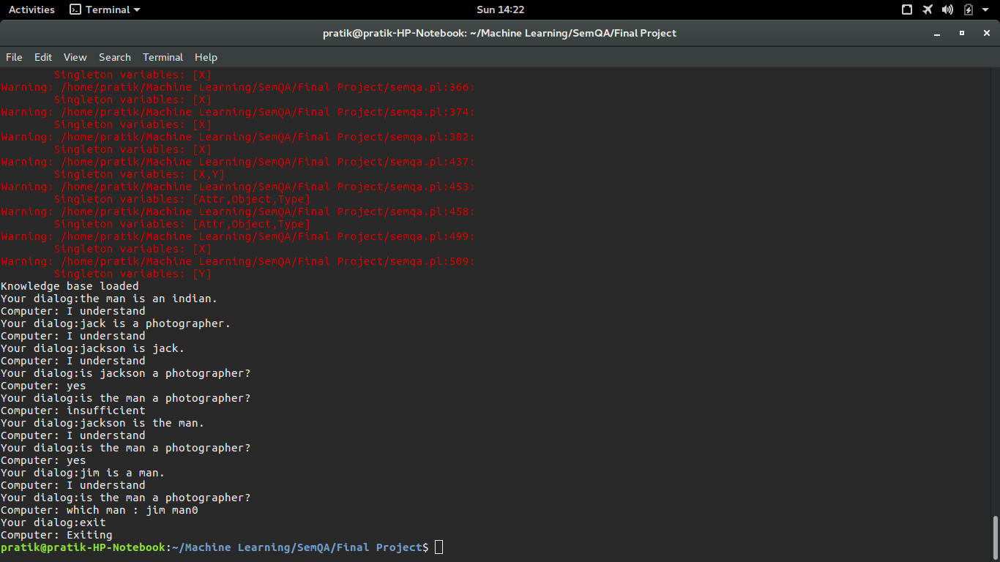 Activities Terminal Sun 14:22
pratik@pratik-HP-Notebook: ~/Machine Learning/SemQA/Final Project
File Edit View Search Terminal Help
Singleton variables: [X]
Warning: /home/pratik/Machine Learning/SemQA/Final Project/semqa.pl:366:
Singleton variables: [X]
Warning: /home/pratik/Machine Learning/SemQA/Final Project/semqa.pl:374:
Singleton variables: [X]
Warning: /home/pratik/Machine Learning/SemQA/Final Project/semqa.pl:382:
Singleton variables: [X]
Warning: /home/pratik/Machine Learning/SemQA/Final Project/semqa.pl:437:
Singleton variables: [X,Y]
Warning: /home/pratik/Machine Learning/SemQA/Final Project/semqa.pl:453:
Singleton variables: [Attr,Object,Type]
Warning: /home/pratik/Machine Learning/SemQA/Final Project/semqa.pl:458:
Singleton variables: [Attr,Object,Type]
Warning: /home/pratik/Machine Learning/SemQA/Final Project/semqa.pl:499:
Singleton variables: [X]
Warning: /home/pratik/Machine Learning/SemQA/Final Project/semqa.pl:509:
Singleton variables: [Y]
Knowledge base loaded
Your dialog:the man is an indian.
Computer: I understand
Your dialog:jack is a photographer.
Computer: I understand
Your dialog:jackson is jack.
Computer: I understand
Your dialog:is jackson a photographer?
Computer: yes
Your dialog:is the man a photographer?
Computer: insufficient
Your dialog:jackson is the man.
Computer: I understand
Your dialog:is the man a photographer?
Computer: yes
Your dialog:jim is a man.
Computer: I understand
Your dialog:is the man a photographer?
Computer: which man : jim man0
Your dialog:exit
Computer: Exiting
pratik@pratik-HP-Notebook:~/Machine Learning/SemQA/Final Project$